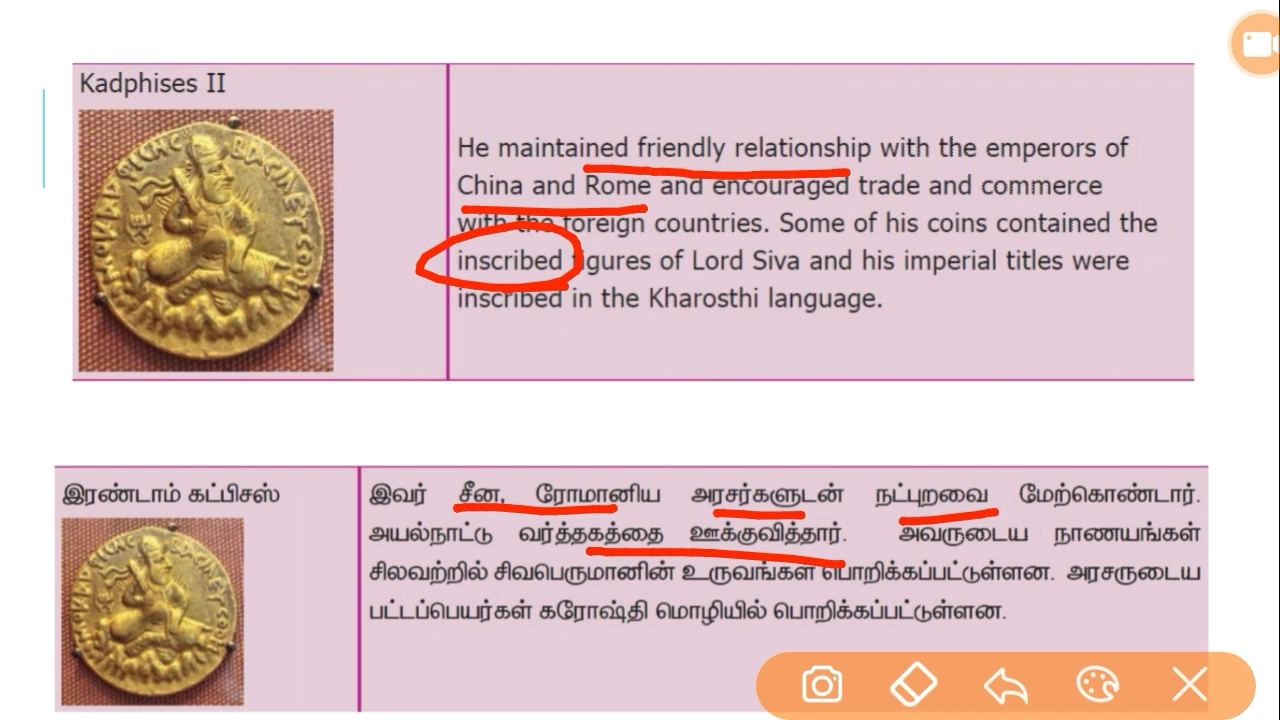 Kadphises II
He maintained friendly relationship with the emperors of
China and Rome and encouraged trade and commerce
with the foreign countries. Some of his coins contained the
inscribed figures of Lord Siva and his imperial titles were
inscribed in the Kharosthi language.
இரண்டாம் கட்பிசஸ்
இவர் சீன, ரோமானிய அரசர்களுடன் நட்புறவை மேற்கொண்டார்.
அயல்நாட்டு வர்த்தகத்தை ஊக்குவித்தார். அவருடைய நாணயங்கள்
சிலவற்றில் சிவபெருமானின் உருவங்கள் பொறிக்கப்பட்டுள்ளன. அரசருடைய
பட்டப்பெயர்கள் கரோஷ்தி மொழியில் பொறிக்கப்பட்டுள்ளன.